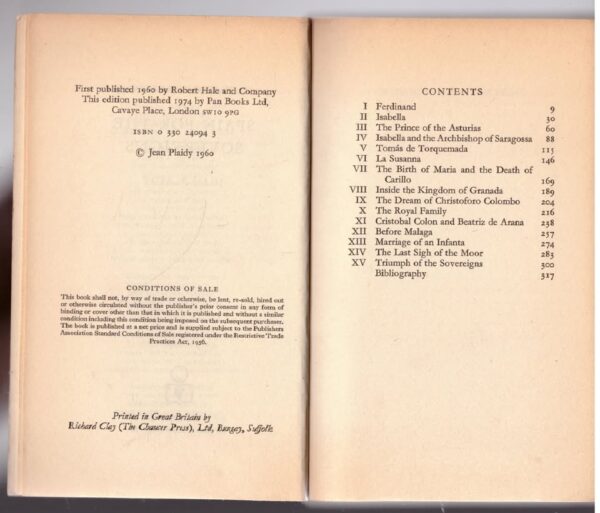 First published 1960 by Robert Hale and Company
This edition published 1974 by Pan Books Ltd,
Cavaye Place, London SW10 9PG
ISBN 0 330 24094 3
© Jean Plaidy 1960
CONDITIONS OF SALE
This book shall not, by way of trade or otherwise, be lent, re-sold, hired out
or otherwise circulated without the publisher's prior consent in any form of
binding or cover other than that in which it is published and without a similar
condition including this condition being imposed on the subsequent purchaser.
The book is published at a net price and is supplied subject to the Publishers
Association Standard Conditions of Sale registered under the Restrictive Trade
Practices Act, 1956.
Printed in Great Britain by
Richard Clay (The Chaucer Press), Ltd, Bungay, Suffolk
CONTENTS
I Ferdinand 9
II Isabella 30
III The Prince of the Asturias 60
IV Isabella and the Archbishop of Saragossa 88
V Tomás de Torquemada 115
VI La Susanna 146
VII The Birth of Maria and the Death of
Carillo 169
VIII Inside the Kingdom of Granada 189
IX The Dream of Christoforo Colombo 204
X The Royal Family 216
XI Cristobal Colon and Beatriz de Arana 238
XII Before Malaga 257
XIII Marriage of an Infanta 274
XIV The Last Sigh of the Moor 283
XV Triumph of the Sovereigns 300
Bibliography 317